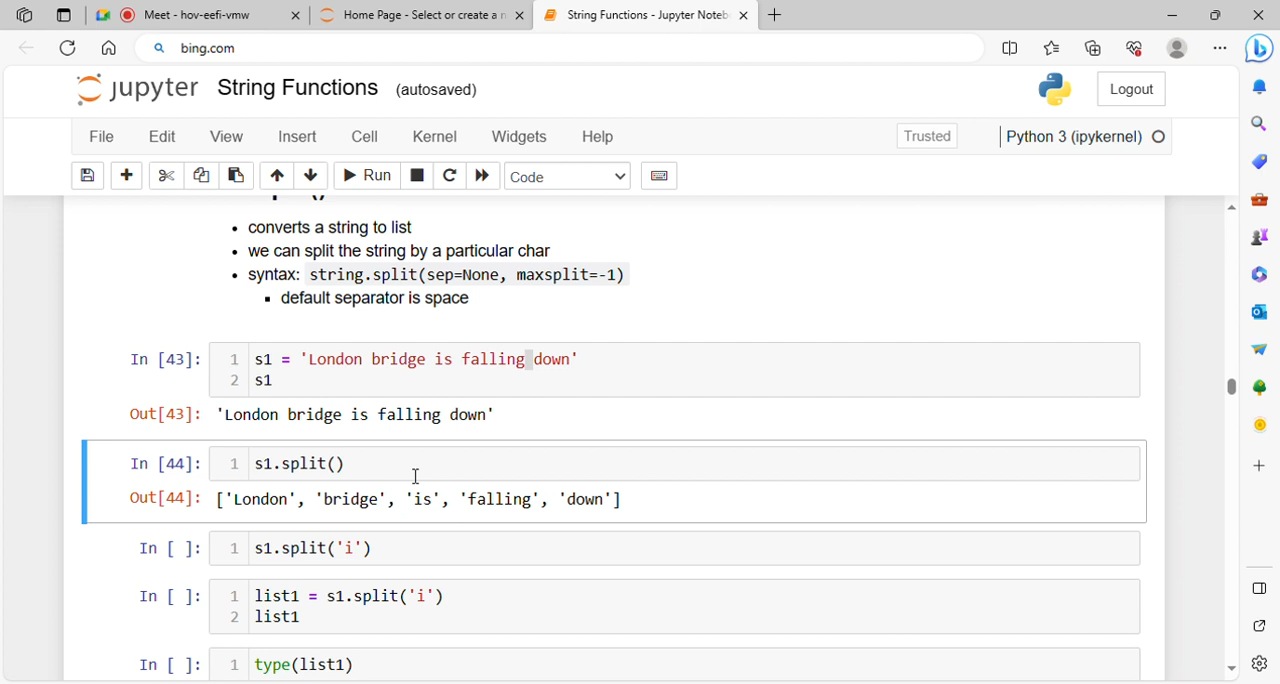 Meet - hov-eefi-vmw
Home Page - Select or create a n
String Functions - Jupyter Noteb
bing.com
jupyter String Functions (autosaved)
Logout
File Edit View Insert Cell Kernel Widgets Help
Trusted
Python 3 (ipykernel)
Run
Code
converts a string to list
we can split the string by a particular char
syntax: string.split(sep=None, maxsplit=-1)
default separator is space
In [43]: 1 s1 = 'London bridge is falling down'
2 s1
Out[43]: 'London bridge is falling down'
In [44]: 1 s1.split()
Out[44]: ['London', 'bridge', 'is', 'falling', 'down']
In [ ]: 1 s1.split('i')
In [ ]: 1 list1 = s1.split('i')
2 list1
In [ ]: 1 type(list1)